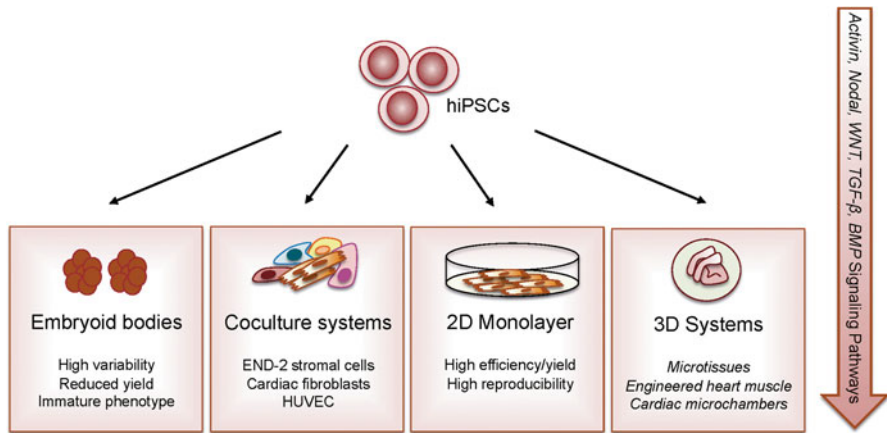 hiPSCs
Activin, Nodal, WNT, TGF-β, BMP Signaling Pathways
Embryoid bodies
High variability
Reduced yield
Immature phenotype
Coculture systems
END-2 stromal cells
Cardiac fibroblasts
HUVEC
2D Monolayer
High efficiency/yield
High reproducibility
3D Systems
Microtissues
Engineered heart muscle
Cardiac microchambers